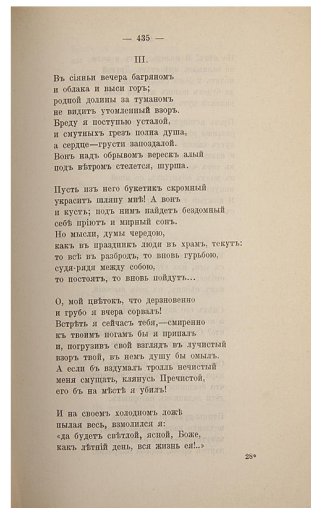 — 435 —
III.
Въ сіяньи вечера багряномъ
и облака и выси горъ;
родной долины за туманомъ
не видитъ утомленный взоръ.
Бреду я поступью усталой,
и смутныхъ грезъ полна душа,
а сердце—грусти запоздалой.
Вонъ надъ обрывомъ верескъ алый
подъ вѣтромъ стелется, шурша...
Пусть изъ него букетикъ скромный
украситъ шляпу мнѣ! А вонъ
и кустъ; подъ нимъ найдетъ бездомный
себѣ пріютъ и мирный сонъ.
Но мысли, думы чередою,
какъ въ праздникъ люди въ храмъ, текутъ:
то всѣ въ разбродъ, то вновь гурьбою,
судя-рядя между собою,
то постоятъ, то вновь пойдутъ...
О, мой цвѣтокъ, что дерзновенно
и грубо я вчера сорвалъ!
Встрѣть я сейчасъ тебя,—смиренно
къ твоимъ ногамъ бы я припалъ
и, погрузивъ свой взглядъ въ лучистый
взоръ твой, въ немъ душу бы омылъ.
А если бъ вздумалъ тролль нечистый
меня смущать, клянусь Пречистой,
его бъ на мѣстѣ я убилъ!
И на своемъ холодномъ ложѣ
пылая весь, взмолился я:
«да будетъ свѣтлой, ясной, Боже,
какъ лѣтній день, вся жизнь ея!..»
28*